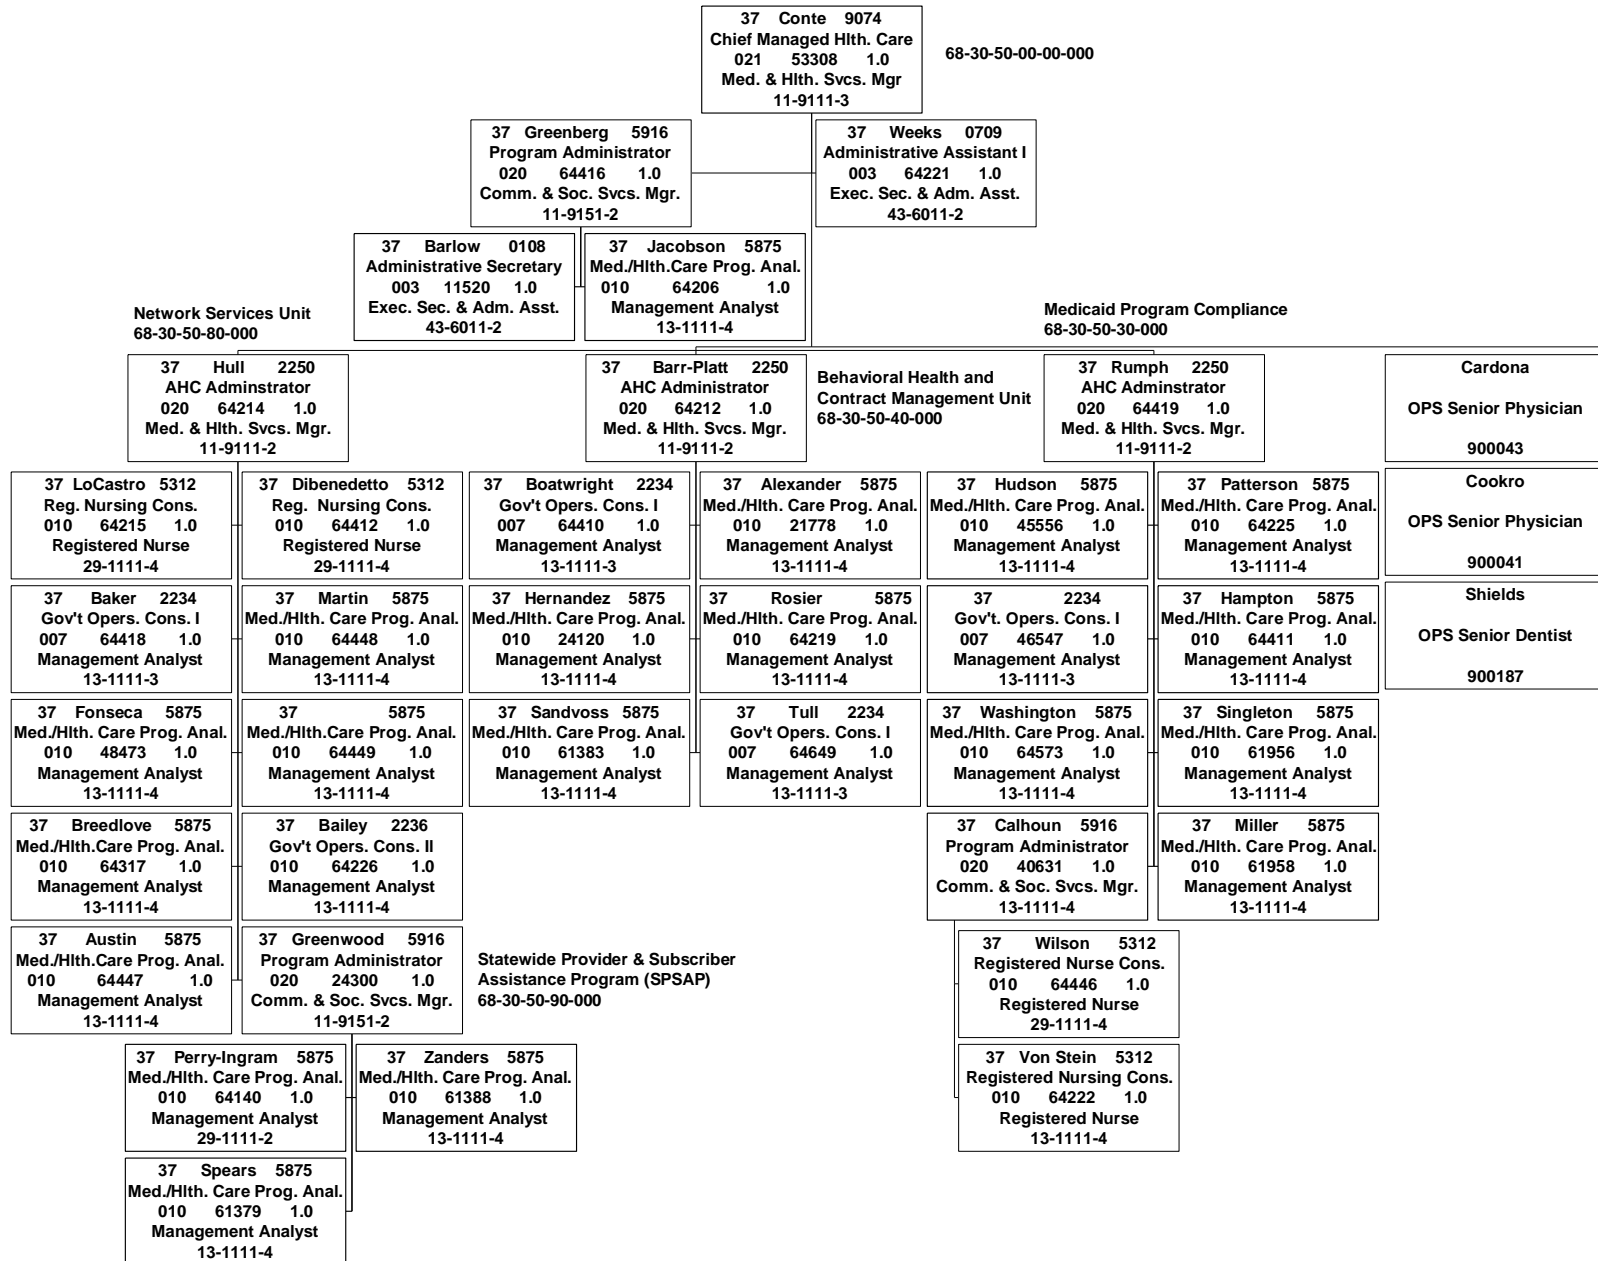 37 Conte 9074
Chief Managed Hlth. Care
021 53308 1.0
Med. & Hlth. Svcs. Mgr
11-9111-3
68-30-50-00-00-000
37 Greenberg 5916
Program Administrator
020 64416 1.0
Comm. & Soc. Svcs. Mgr.
11-9151-2
37 Weeks 0709
Administrative Assistant I
003 64221 1.0
Exec. Sec. & Adm. Asst.
43-6011-2
37 Barlow 0108
Administrative Secretary
003 11520 1.0
Exec. Sec. & Adm. Asst.
43-6011-2
37 Jacobson 5875
Med./Hlth.Care Prog. Anal.
010 64206 1.0
Management Analyst
13-1111-4
Network Services Unit
68-30-50-80-000
Medicaid Program Compliance
68-30-50-30-000
37 Hull 2250
AHC Adminstrator
020 64214 1.0
Med. & Hlth. Svcs. Mgr.
11-9111-2
37 Barr-Platt 2250
AHC Administrator
020 64212 1.0
Med. & Hlth. Svcs. Mgr.
11-9111-2
Behavioral Health and
Contract Management Unit
68-30-50-40-000
37 Rumph 2250
AHC Adminstrator
020 64419 1.0
Med. & Hlth. Svcs. Mgr.
11-9111-2
Cardona
OPS Senior Physician
900043
37 LoCastro 5312
Reg. Nursing Cons.
010 64215 1.0
Registered Nurse
29-1111-4
37 Dibenedetto 5312
Reg. Nursing Cons.
010 64412 1.0
Registered Nurse
29-1111-4
37 Boatwright 2234
Gov't Opers. Cons. I
007 64410 1.0
Management Analyst
13-1111-3
37 Alexander 5875
Med./Hlth Care Prog. Anal.
010 21778 1.0
Management Analyst
13-1111-4
37 Hudson 5875
Med./Hlth. Care Prog. Anal.
010 45556 1.0
Management Analyst
13-1111-4
37 Patterson 5875
Med./Hlth. Care Prog. Anal.
010 64225 1.0
Management Analyst
13-1111-4
Cookro
OPS Senior Physician
900041
37 Baker 2234
Gov't Opers. Cons. I
007 64418 1.0
Management Analyst
13-1111-3
37 Martin 5875
Med./Hlth. Care Prog. Anal.
010 64448 1.0
Management Analyst
13-1111-4
37 Hernandez 5875
Med./Hlth. Care Prog. Anal.
010 24120 1.0
Management Analyst
13-1111-4
37 Rosier 5875
Med./Hlth. Care Prog. Anal.
010 64219 1.0
Management Analyst
13-1111-4
37 2234
Gov't. Opers. Cons. I
007 46547 1.0
Management Analyst
13-1111-3
37 Hampton 5875
Med./Hlth. Care Prog. Anal.
010 64411 1.0
Management Analyst
13-1111-4
Shields
OPS Senior Dentist
900187
37 Fonseca 5875
Med./Hlth. Care Prog. Anal.
010 48473 1.0
Management Analyst
13-1111-4
37 5875
Med./Hlth.Care Prog. Anal.
010 64449 1.0
Management Analyst
13-1111-4
37 Sandvoss 5875
Med./Hlth. Care Prog. Anal.
010 61383 1.0
Management Analyst
13-1111-4
37 Tull 2234
Gov't Opers. Cons. I
007 64649 1.0
Management Analyst
13-1111-3
37 Washington 5875
Med./Hlth. Care Prog. Anal.
010 64573 1.0
Management Analyst
13-1111-4
37 Singleton 5875
Med./Hlth. Care Prog. Anal.
010 61956 1.0
Management Analyst
13-1111-4
37 Breedlove 5875
Med./Hlth.Care Prog. Anal.
010 64317 1.0
Management Analyst
13-1111-4
37 Bailey 2236
Gov't Opers. Cons. II
010 64226 1.0
Management Analyst
13-1111-4
37 Calhoun 5916
Program Administrator
020 40631 1.0
Comm. & Soc. Svcs. Mgr.
13-1111-4
37 Miller 5875
Med./Hlth. Care Prog. Anal.
010 61958 1.0
Management Analyst
13-1111-4
37 Austin 5875
Med./Hlth.Care Prog. Anal.
010 64447 1.0
Management Analyst
13-1111-4
37 Greenwood 5916
Program Administrator
020 24300 1.0
Comm. & Soc. Svcs. Mgr.
11-9151-2
Statewide Provider & Subscriber
Assistance Program (SPSAP)
68-30-50-90-000
37 Wilson 5312
Registered Nurse Cons.
010 64446 1.0
Registered Nurse
29-1111-4
37 Perry-Ingram 5875
Med./Hlth. Care Prog. Anal.
010 64140 1.0
Management Analyst
29-1111-2
37 Zanders 5875
Med./Hlth. Care Prog. Anal.
010 61388 1.0
Management Analyst
13-1111-4
37 Von Stein 5312
Registered Nursing Cons.
010 64222 1.0
Registered Nurse
13-1111-4
37 Spears 5875
Med./Hlth. Care Prog. Anal.
010 61379 1.0
Management Analyst
13-1111-4